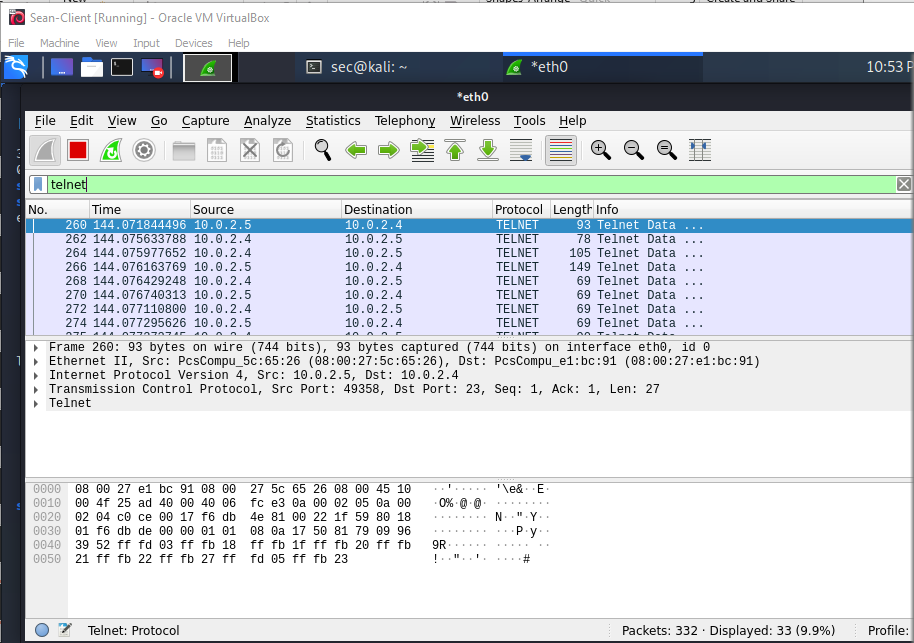 Sean-Client [Running] - Oracle VM VirtualBox
File Machine View Input Devices Help
sec@kali: ~ *eth0 10:53 P
*eth0
File Edit View Go Capture Analyze Statistics Telephony Wireless Tools Help
telnet
No. Time Source Destination Protocol Length Info
260 144.071844496 10.0.2.5 10.0.2.4 TELNET 93 Telnet Data ...
262 144.075633788 10.0.2.4 10.0.2.5 TELNET 78 Telnet Data ...
264 144.075977652 10.0.2.4 10.0.2.5 TELNET 105 Telnet Data ...
266 144.076163769 10.0.2.5 10.0.2.4 TELNET 149 Telnet Data ...
268 144.076429248 10.0.2.4 10.0.2.5 TELNET 69 Telnet Data ...
270 144.076740313 10.0.2.5 10.0.2.4 TELNET 69 Telnet Data ...
272 144.077110800 10.0.2.4 10.0.2.5 TELNET 69 Telnet Data ...
274 144.077295626 10.0.2.5 10.0.2.4 TELNET 69 Telnet Data ...
Frame 260: 93 bytes on wire (744 bits), 93 bytes captured (744 bits) on interface eth0, id 0
Ethernet II, Src: PcsCompu_5c:65:26 (08:00:27:5c:65:26), Dst: PcsCompu_e1:bc:91 (08:00:27:e1:bc:91)
Internet Protocol Version 4, Src: 10.0.2.5, Dst: 10.0.2.4
Transmission Control Protocol, Src Port: 49358, Dst Port: 23, Seq: 1, Ack: 1, Len: 27
Telnet
0000 08 00 27 e1 bc 91 08 00 27 5c 65 26 08 00 45 10 ··'····· '\e&··E·
0010 00 4f 25 ad 40 00 40 06 fc e3 0a 00 02 05 0a 00 ·O%·@·@· ········
0020 02 04 c0 ce 00 17 f6 db 4e 81 00 22 1f 59 80 18 ········ N··"·Y··
0030 01 f6 db de 00 00 01 01 08 0a 17 50 81 79 09 96 ········ ···P·y··
0040 39 52 ff fd 03 ff fb 18 ff fb 1f ff fb 20 ff fb 9R······ ····· ··
0050 21 ff fb 22 ff fb 27 ff fd 05 ff fb 23 !··"··'· ····#
Telnet: Protocol Packets: 332 · Displayed: 33 (9.9%) Profile: